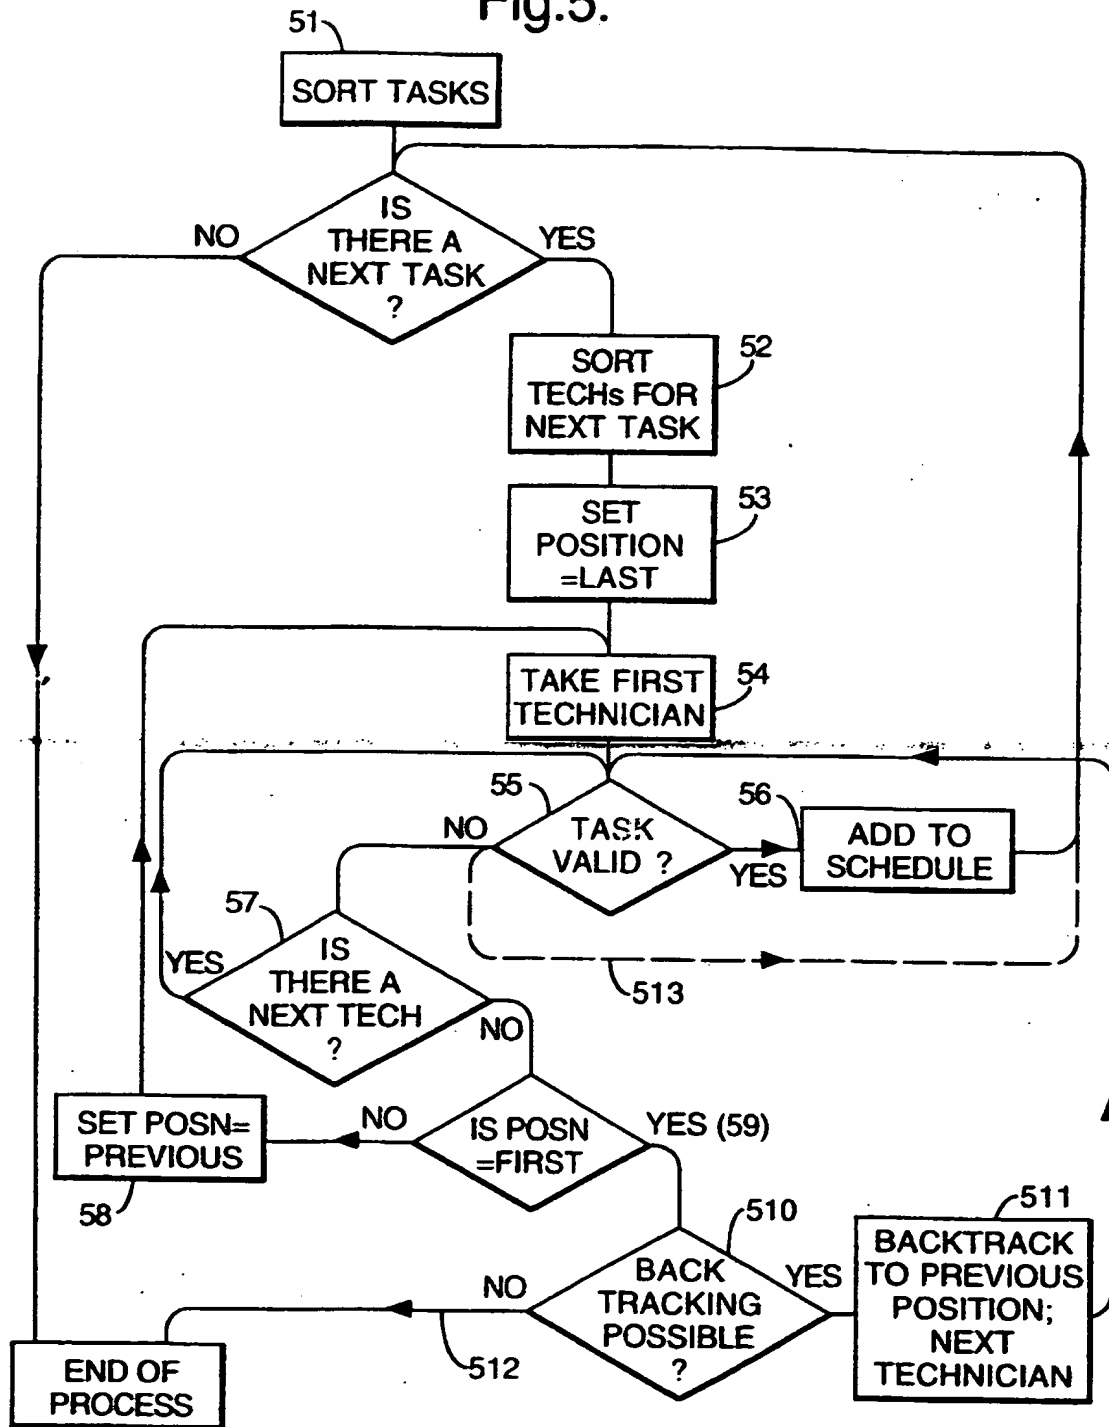 Fig.5.
51
SORT TASKS
IS
THERE A
NEXT TASK
?
NO
YES
52
SORT
TECHs FOR
NEXT TASK
53
SET
POSITION
=LAST
54
TAKE FIRST
TECHNICIAN
55
TASK
VALID ?
NO
YES
56
ADD TO
SCHEDULE
57
IS
THERE A
NEXT TECH
?
YES
NO
513
SET POSN=
PREVIOUS
58
NO
IS POSN
=FIRST
YES (59)
510
BACK
TRACKING
POSSIBLE
?
NO
YES
511
BACKTRACK
TO PREVIOUS
POSITION;
NEXT
TECHNICIAN
512
END OF
PROCESS